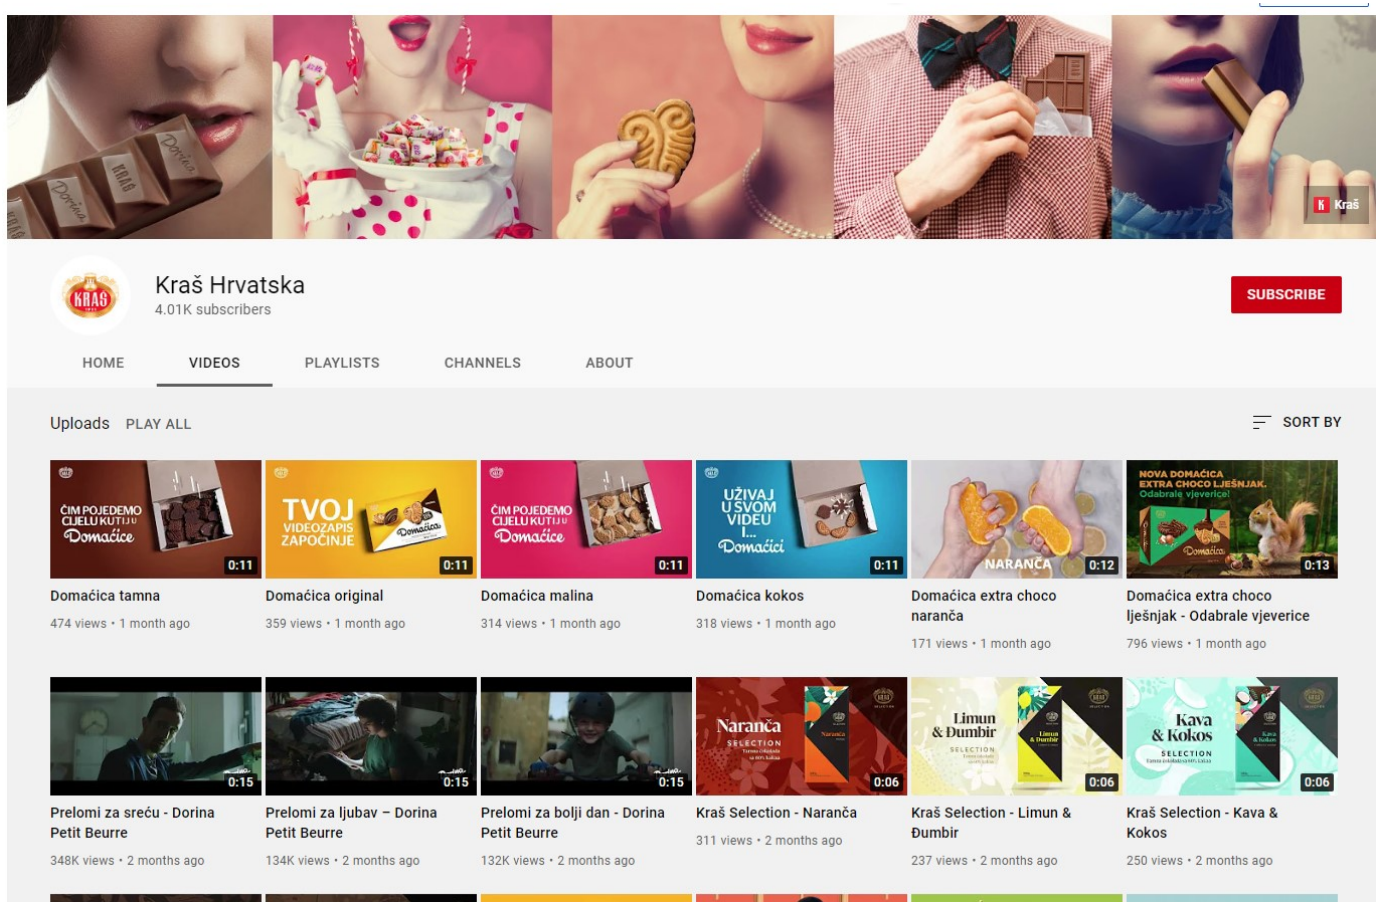 Dorina
KRAŠ
Dorina
KRAŠ
K Kraš
KRAŠ
Kraš Hrvatska
4.01K subscribers
SUBSCRIBE
HOME VIDEOS PLAYLISTS CHANNELS ABOUT
Uploads PLAY ALL SORT BY
ČIM POJEDEMO
CIJELU KUTIJU
Domaćice
0:11
TVOJ
VIDEOZAPIS
ZAPOČINJE
Domaćica
0:11
ČIM POJEDEMO
CIJELU KUTIJU
Domaćice
0:11
UŽIVAJ
U SVOM
VIDEU
I...
Domaćici
0:11
NARANČA
0:12
NOVA DOMAĆICA
EXTRA CHOCO LJEŠNJAK.
Odabrale vjeverice!
Domaćica
0:13
Domaćica tamna
474 views • 1 month ago
Domaćica original
359 views • 1 month ago
Domaćica malina
314 views • 1 month ago
Domaćica kokos
318 views • 1 month ago
Domaćica extra choco
naranča
171 views • 1 month ago
Domaćica extra choco
lješnjak - Odabrale vjeverice
796 views • 1 month ago
0:15
0:15
0:15
Naranča
SELECTION
Naranča
0:06
Limun
& Đumbir
SELECTION
Limun
& Đumbir
0:06
Kava
& Kokos
SELECTION
Kava
& Kokos
0:06
Prelomi za sreću - Dorina
Petit Beurre
348K views • 2 months ago
Prelomi za ljubav – Dorina
Petit Beurre
134K views • 2 months ago
Prelomi za bolji dan - Dorina
Petit Beurre
132K views • 2 months ago
Kraš Selection - Naranča
311 views • 2 months ago
Kraš Selection - Limun &
Đumbir
237 views • 2 months ago
Kraš Selection - Kava &
Kokos
250 views • 2 months ago